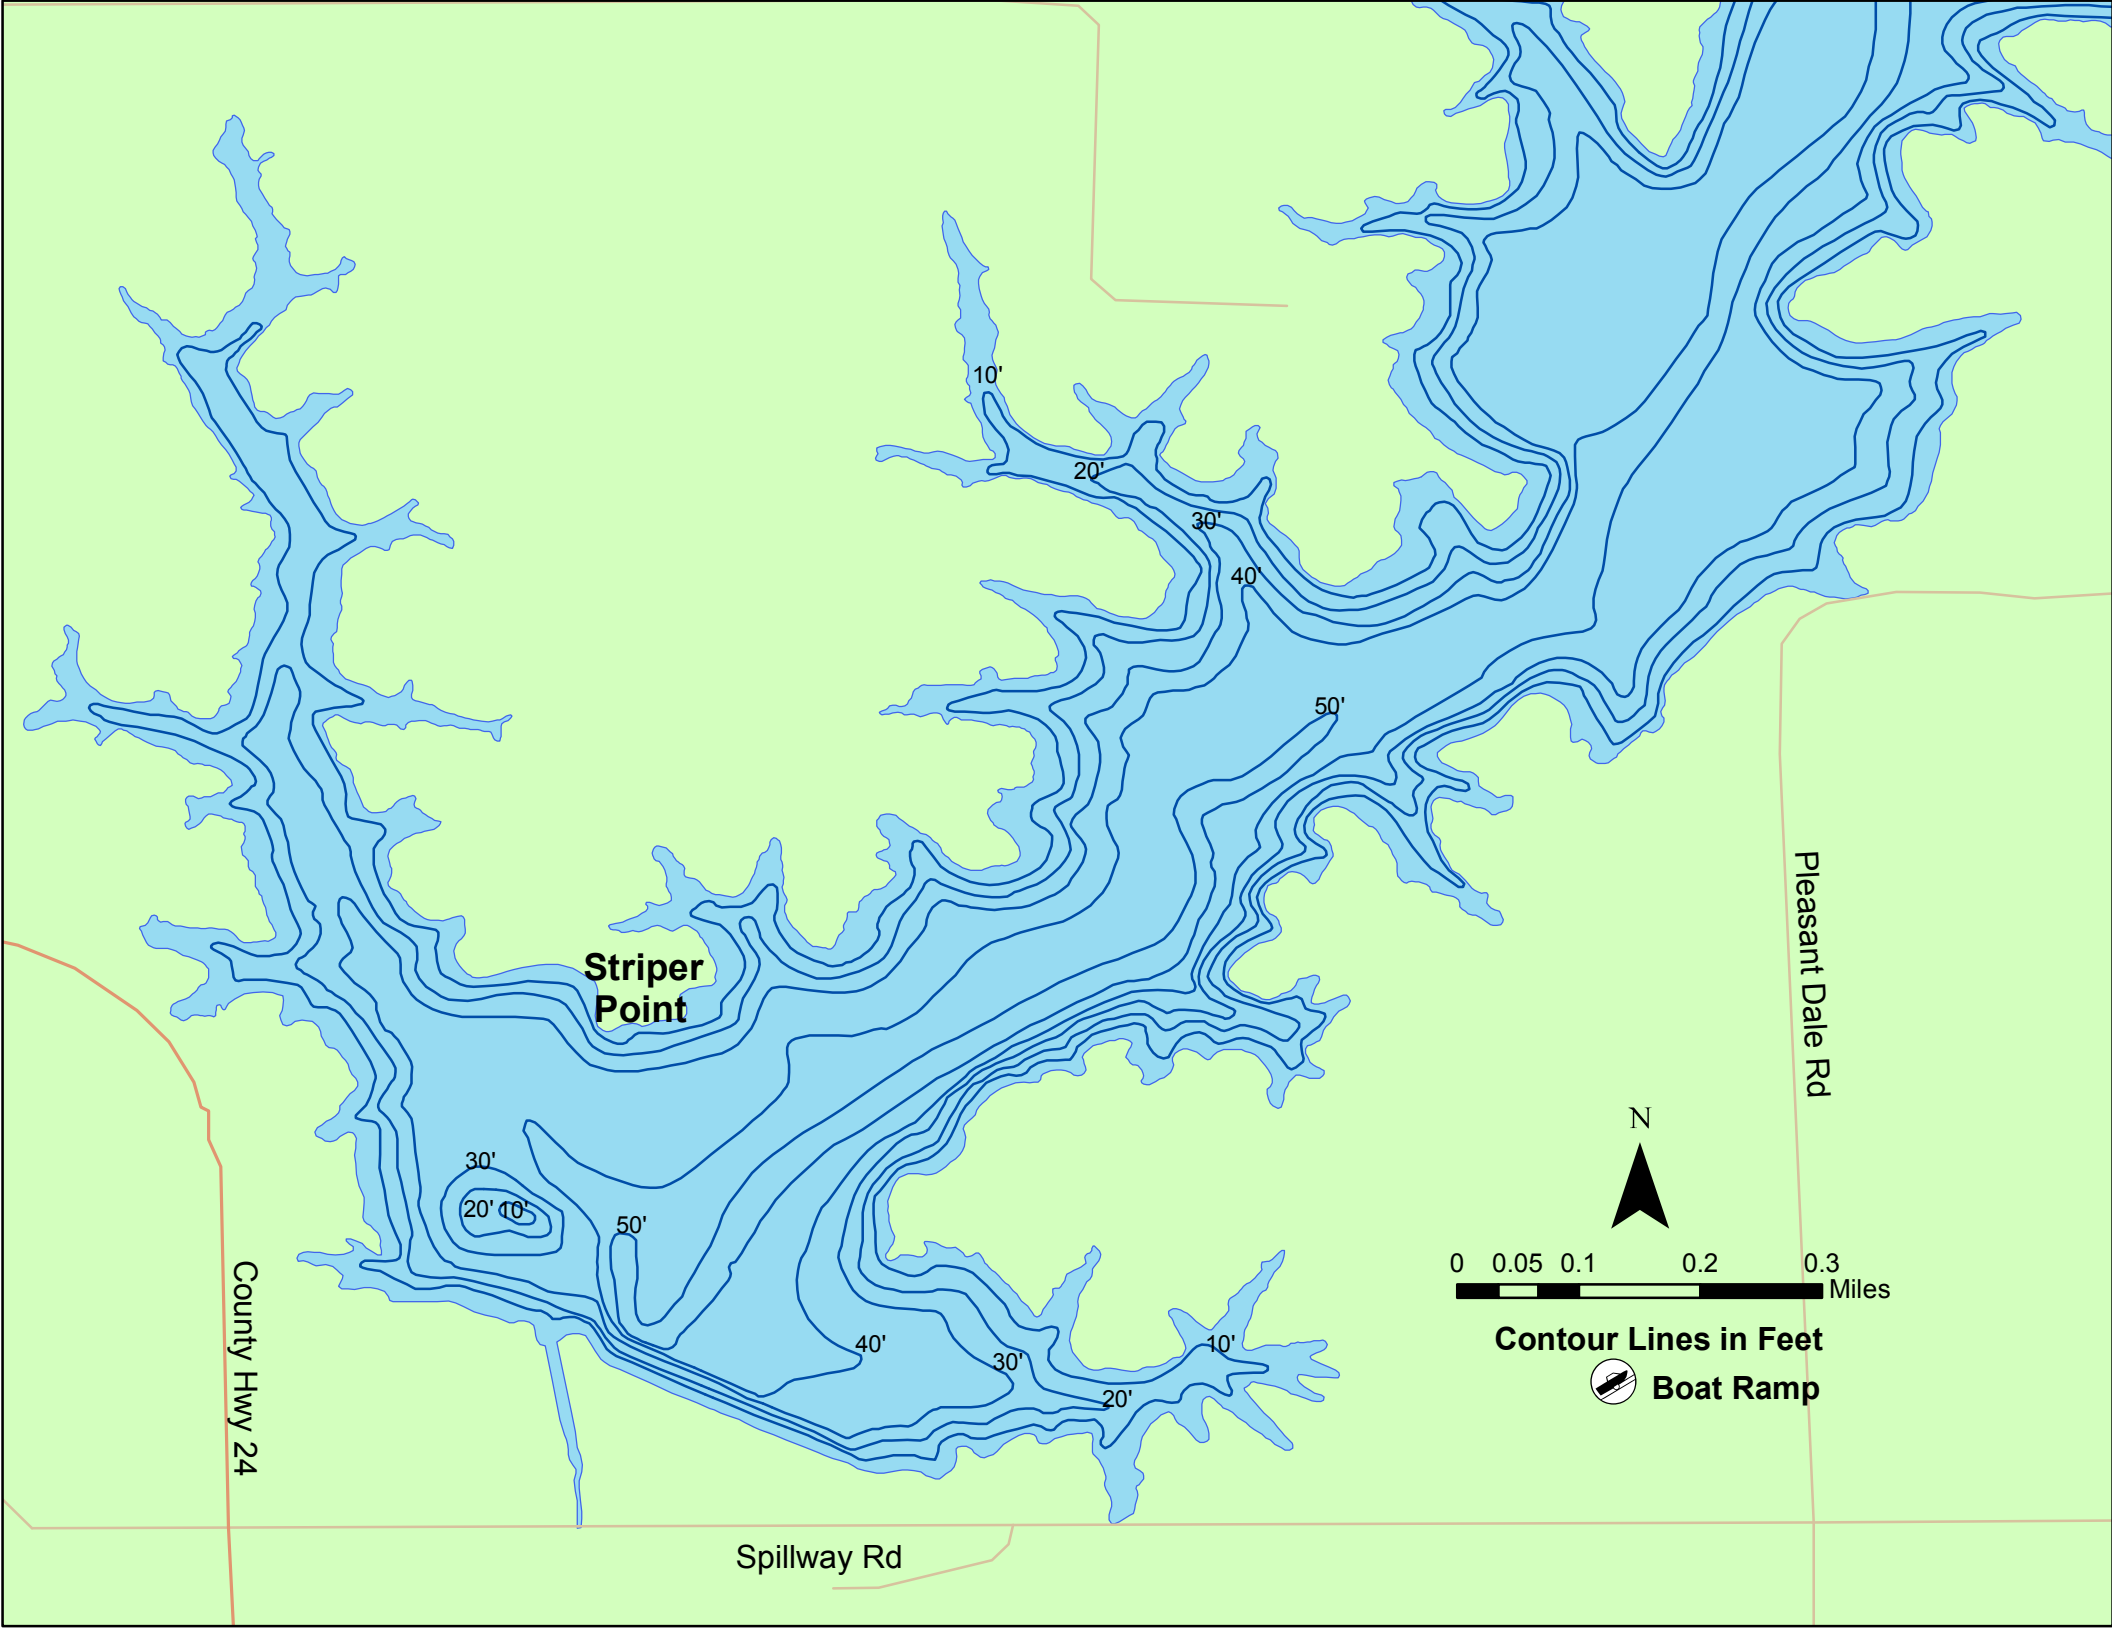 10'
20'
30'
40'
50'
Striper
Point
Pleasant Dale Rd
N
30'
20' 10'
50'
0 0.05 0.1 0.2 0.3
Miles
County Hwy 24
40'
30'
10'
20'
Contour Lines in Feet
Boat Ramp
Spillway Rd